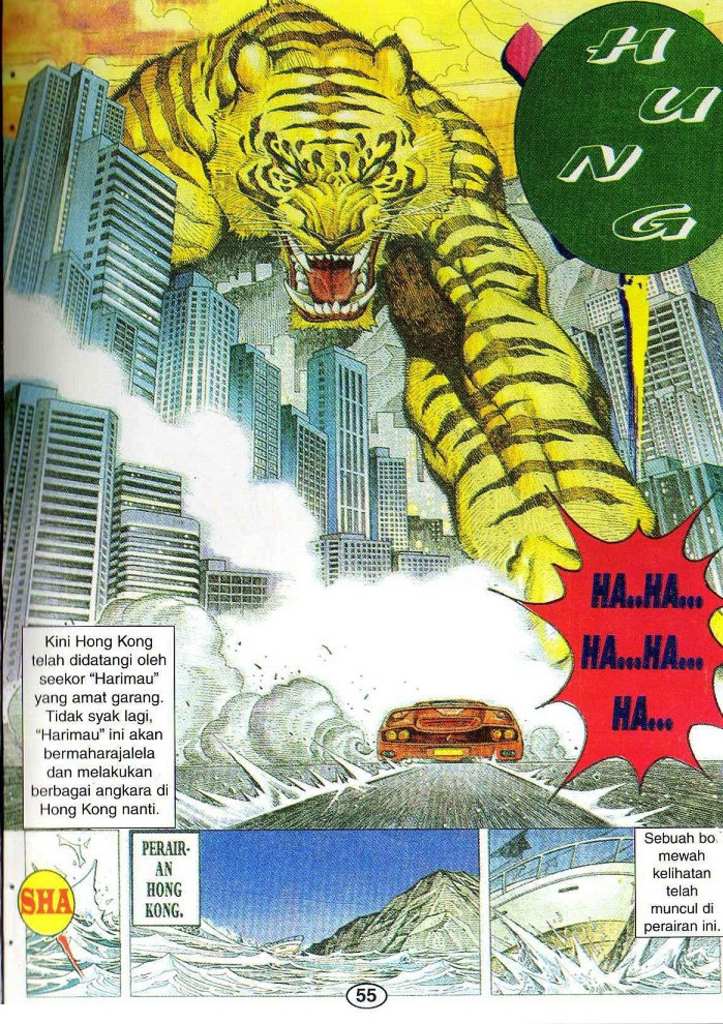 HUNG
HA..HA...
HA...HA...
HA...
Kini Hong Kong
telah didatangi oleh
seekor “Harimau”
yang amat garang.
Tidak syak lagi,
“Harimau” ini akan
bermaharajalela
dan melakukan
berbagai angkara di
Hong Kong nanti.
SHA
PERAIR-
AN
HONG
KONG.
Sebuah bo
mewah
kelihatan
telah
muncul di
perairan ini.
55